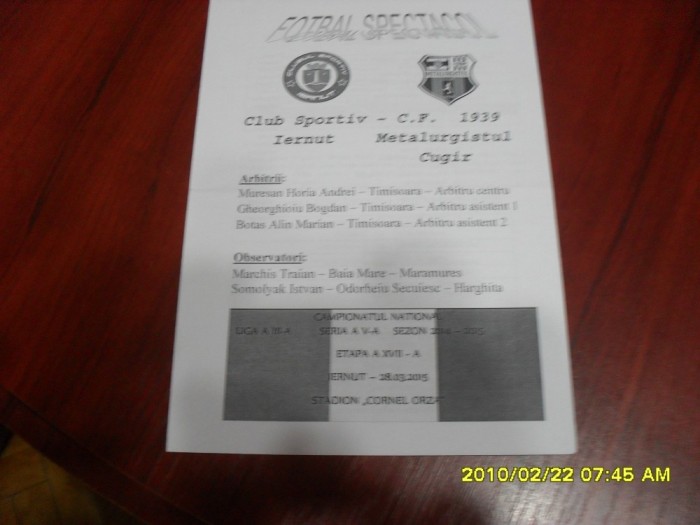 FOTBAL SPECTACOL
Club Sportiv - C.F. 1939
Iernut Metalurgistul
Cugir
Arbitrii:
Muresan Horia Andrei – Timisoara – Arbitru centru
Gheorghioiu Bogdan – Timisoara – Arbitru asistent 1
Botas Alin Marian – Timisoara – Arbitru asistent 2
Observatori:
Marchis Traian – Baia Mare – Maramures
Somolyak Istvan – Odorheiu Secuiesc – Harghita
CAMPIONATUL NATIONAL
LIGA A III-A SERIA A V-A SEZON 2014 – 2015
ETAPA A XVII - A
IERNUT – 28.03.2015
STADION „CORNEL ORZA”
2010/02/22 07:45 AM